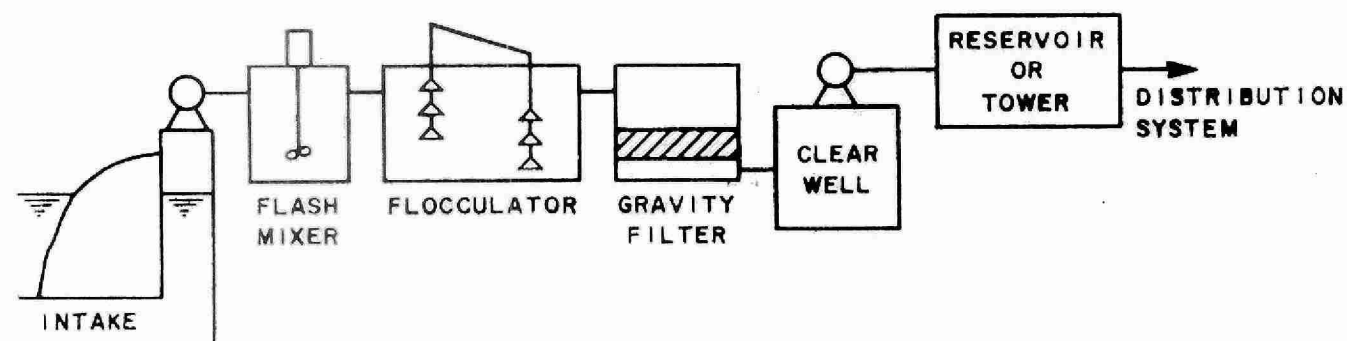 INTAKE
FLASH
MIXER
FLOCCULATOR
GRAVITY
FILTER
CLEAR
WELL
RESERVOIR
OR
TOWER
DISTRIBUTION
SYSTEM